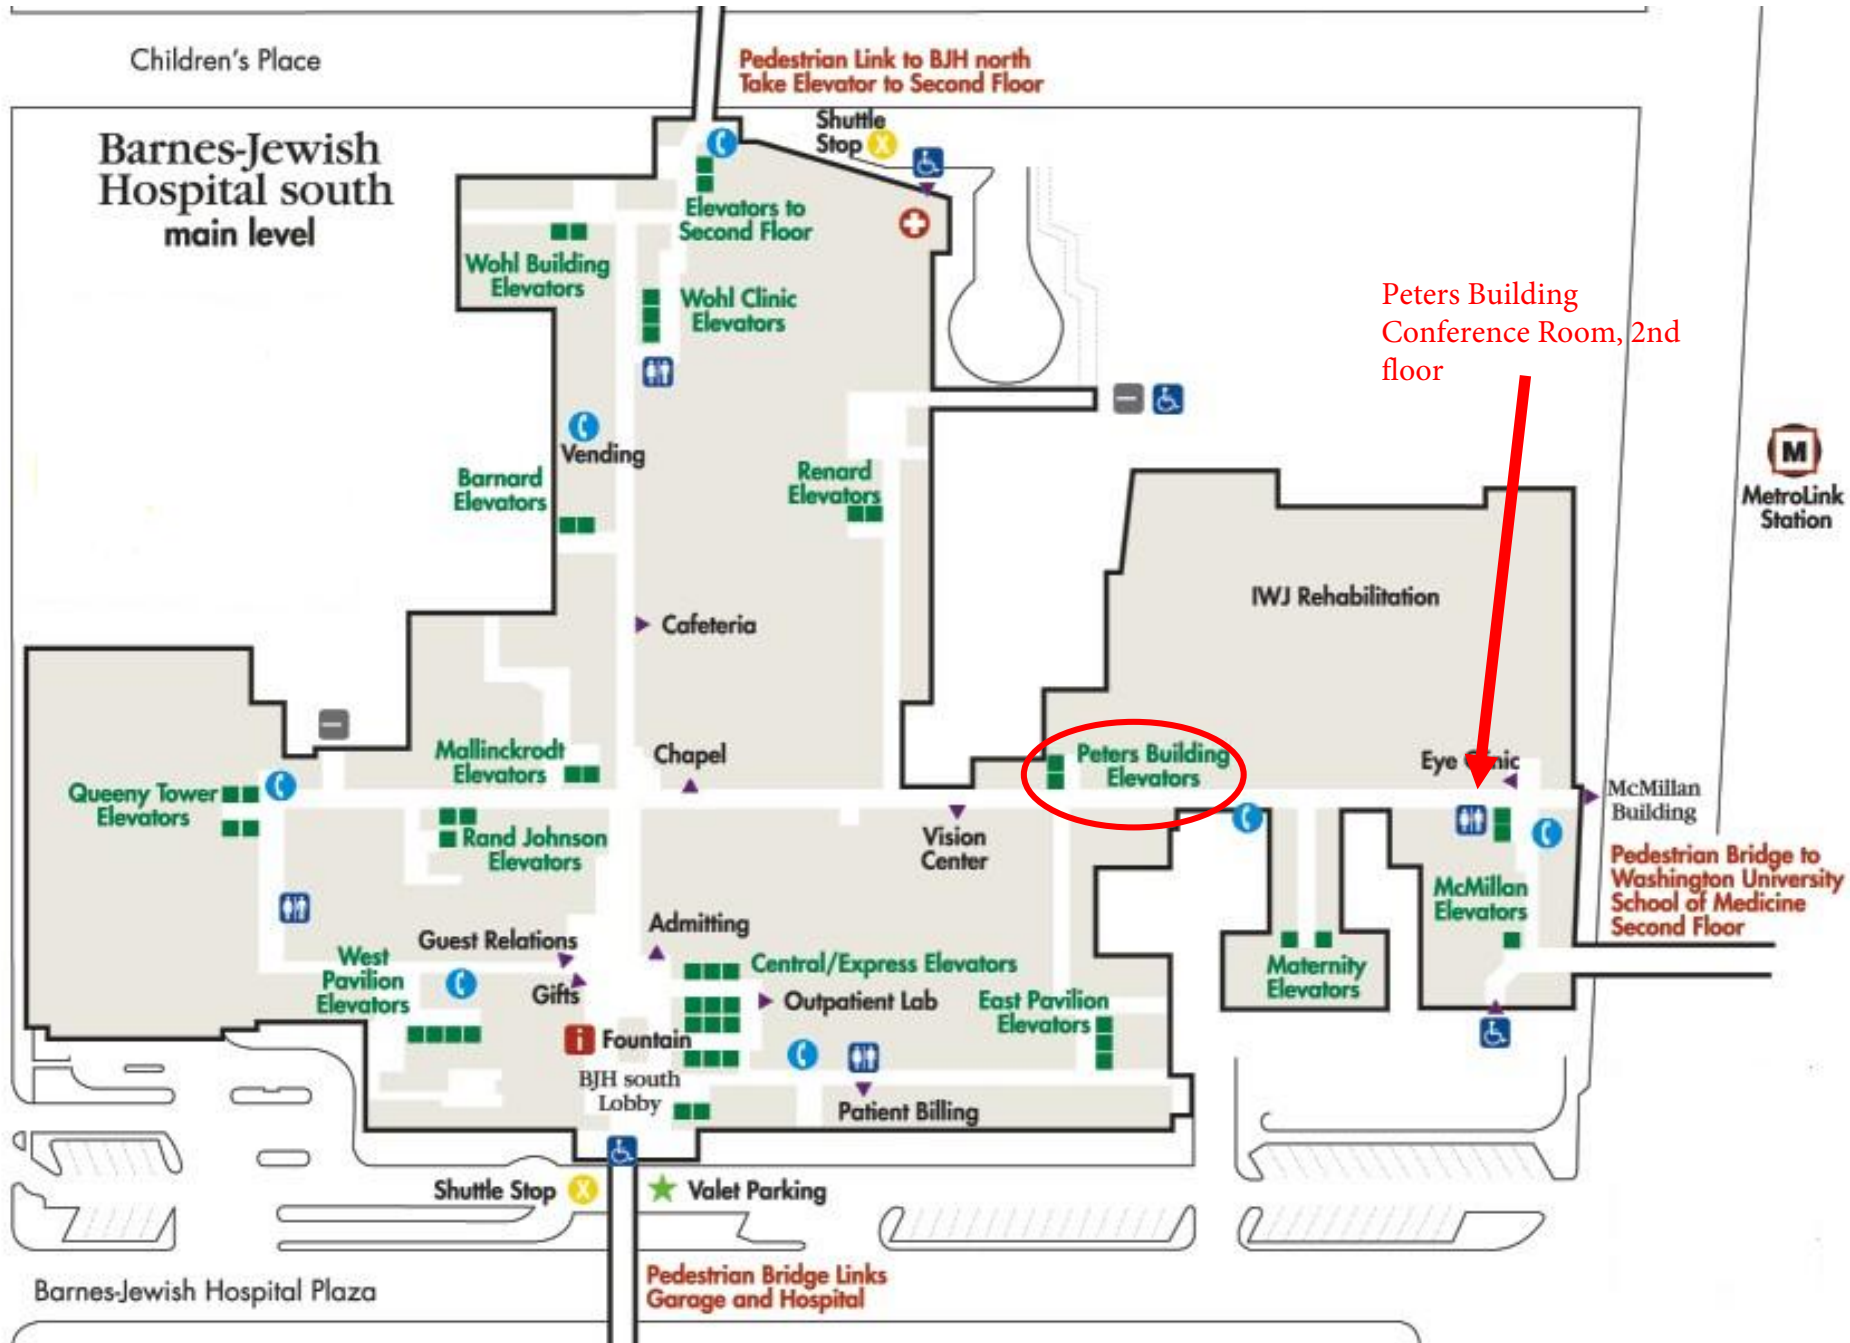 Children's Place
Pedestrian Link to BJH north
Take Elevator to Second Floor
Barnes-Jewish
Hospital south
main level
Shuttle
Stop X
Elevators to
Second Floor
Wohl Building
Elevators
Wohl Clinic
Elevators
Peters Building
Conference Room, 2nd
floor
Vending
Barnard
Elevators
Renard
Elevators
M
MetroLink
Station
IWJ Rehabilitation
Cafeteria
Mallinckrodt
Elevators
Chapel
Peters Building
Elevators
Eye Clinic
Queeny Tower
Elevators
Rand Johnson
Elevators
Vision
Center
McMillan
Building
Pedestrian Bridge to
Washington University
School of Medicine
Second Floor
McMillan
Elevators
Guest Relations
Admitting
West
Pavilion
Elevators
Gifts
Central/Express Elevators
Outpatient Lab
East Pavilion
Elevators
Maternity
Elevators
i Fountain
BJH south
Lobby
Patient Billing
Shuttle Stop X
Valet Parking
Pedestrian Bridge Links
Garage and Hospital
Barnes-Jewish Hospital Plaza